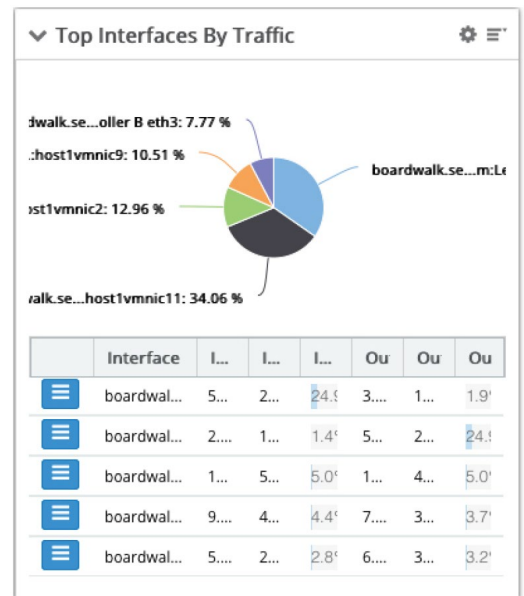 Top Interfaces By Traffic
dwalk.se...oller B eth3: 7.77 %
.:host1vmnic9: 10.51 %
boardwalk.se...m:Le
ost1vmnic2: 12.96 %
valk.se...host1vmnic11: 34.06 %
Interface I... I... I... Ou Ou Ou
boardwal... 5.... 2... 24.9 3.... 1... 1.9
boardwal... 2.... 1... 1.4 5... 2... 24.9
boardwal... 1... 5... 5.0 1... 4... 5.0
boardwal... 9.... 4... 4.4 7.... 3... 3.7
boardwal... 5.... 2... 2.8 6.... 3... 3.2